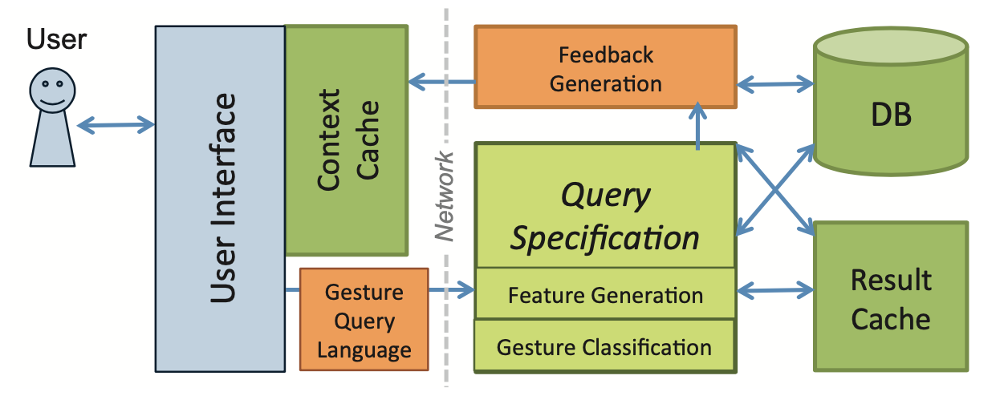 User
User Interface
Context
Cache
Gesture
Query
Language
Network
Feedback
Generation
Query
Specification
Feature Generation
Gesture Classification
DB
Result
Cache